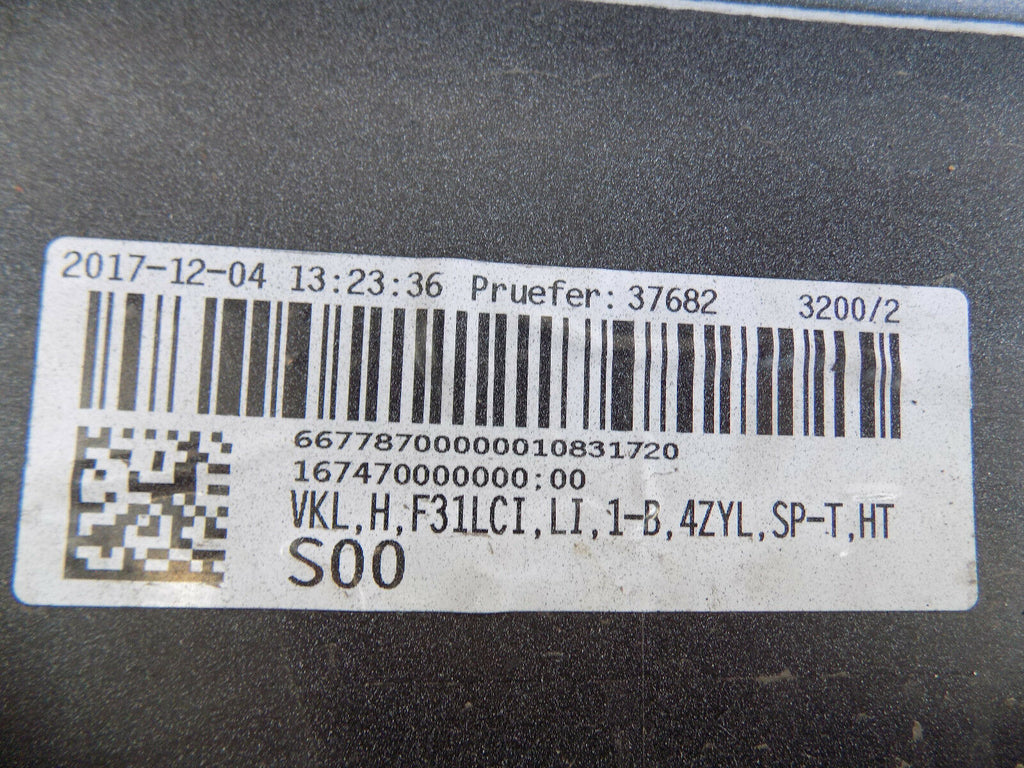 2017-12-04 13:23:36 Pruefer: 37682 3200/2
66778700000010831720
167470000000:00
VKL,H,F31LCI,LI,1-B,4ZYL,SP-T,HT
S00